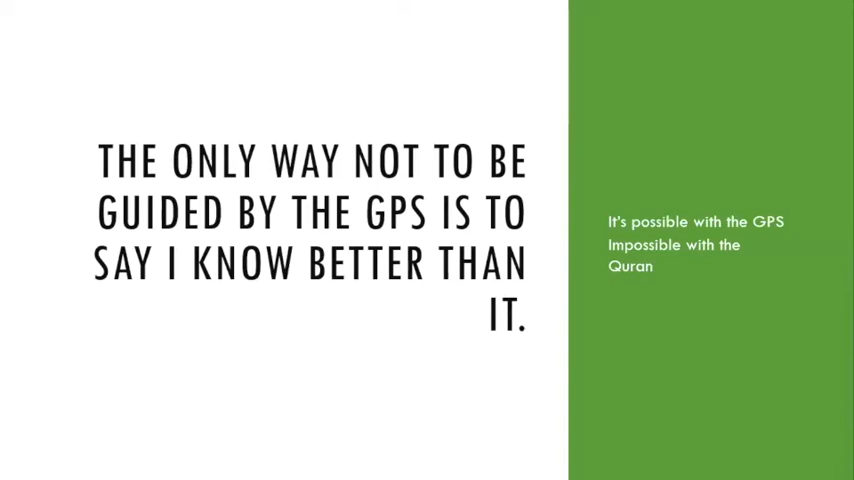 THE ONLY WAY NOT TO BE
GUIDED BY THE GPS IS TO
SAY I KNOW BETTER THAN
IT.
It's possible with the GPS
Impossible with the
Quran